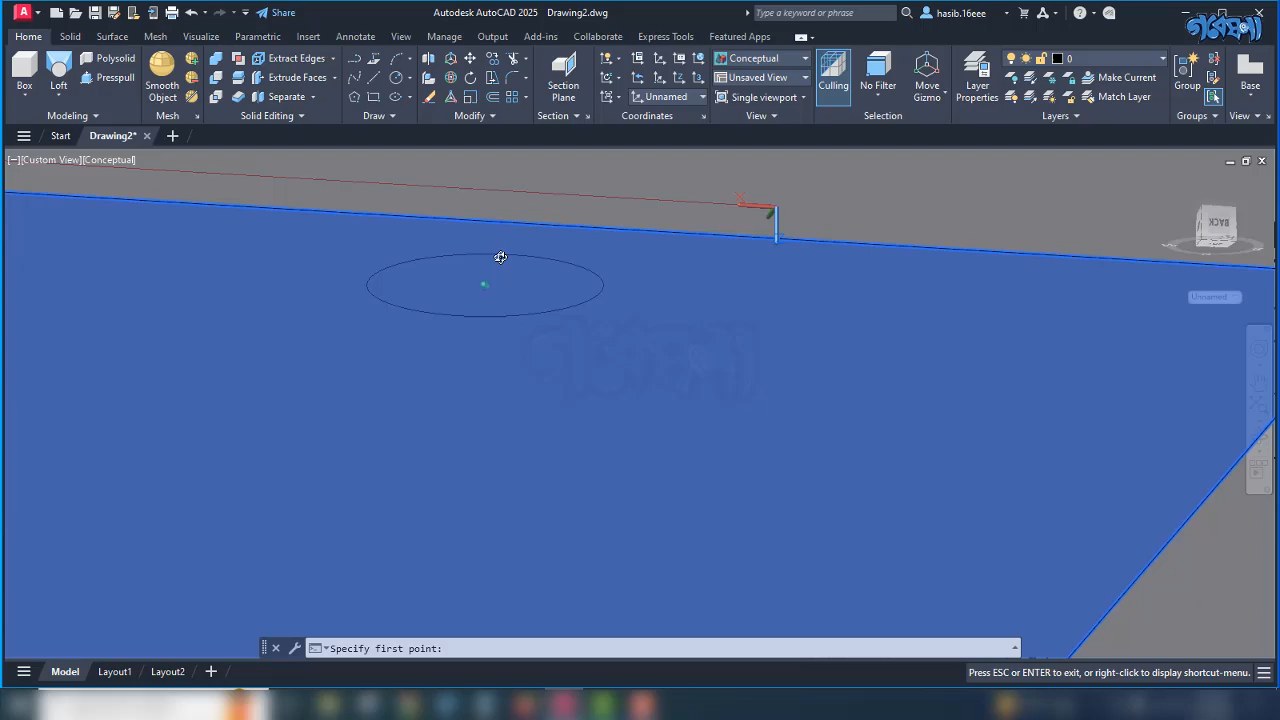 Share
Autodesk AutoCAD 2025 Drawing2.dwg
Type a keyword or phrase
hasib.16eee
গবেষণা
Home Solid Surface Mesh Visualize Parametric Insert Annotate View Manage Output Add-ins Collaborate Express Tools Featured Apps
Box
Loft
Polysolid
Presspull
Modeling
Smooth
Object
Mesh
Extract Edges
Extrude Faces
Separate
Solid Editing
Draw
Modify
Section
Plane
Section
Unnamed
Coordinates
Conceptual
Unsaved View
Single viewport
View
Culling
No Filter
Move
Gizmo
Selection
Layer
Properties
0
Make Current
Match Layer
Layers
Group
Groups
Base
View
Start
Drawing2*
[−][Custom View][Conceptual]
X
BACK
Unnamed
গবেষণা
Specify first point:
Model Layout1 Layout2
Press ESC or ENTER to exit, or right-click to display shortcut-menu.